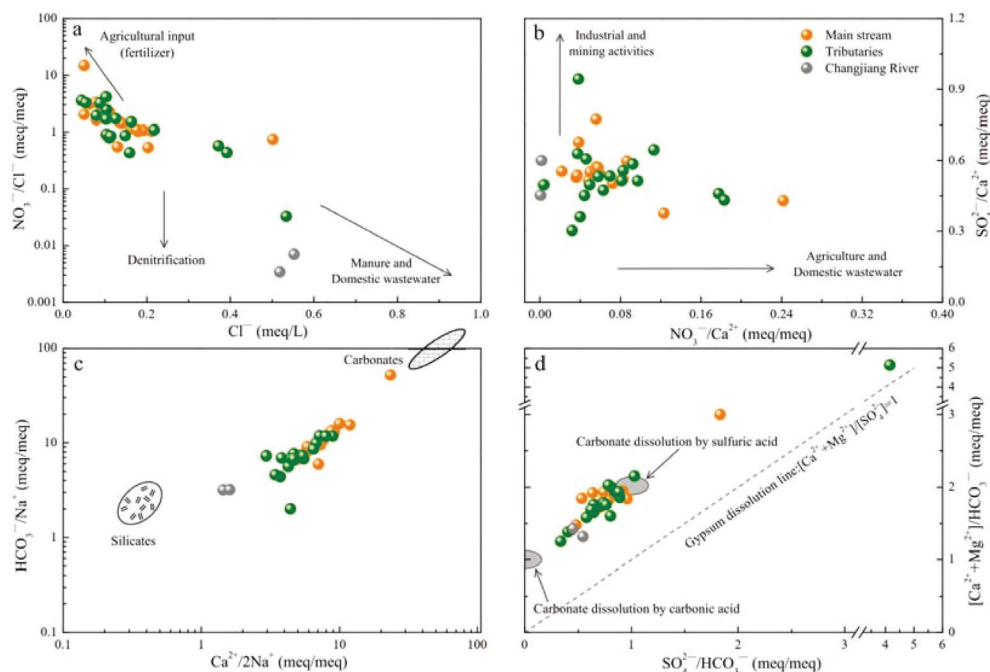 a
100
10
1
0.1
0.01
0.001
NO₃⁻/Cl⁻ (meq/meq)
Agricultural input
(fertilizer)
Denitrification
Manure and
Domestic wastewater
0.0 0.2 0.4 0.6 0.8 1.0
Cl⁻ (meq/L)
b
Industrial and
mining activities
Main stream
Tributaries
Changjiang River
Agriculture and
Domestic wastewater
1.2
0.9
0.6
0.3
0.0
SO₄²⁻/Ca²⁺ (meq/meq)
0.00 0.08 0.16 0.24 0.32 0.40
NO₃⁻/Ca²⁺ (meq/meq)
c
100
10
1
0.1
HCO₃⁻/Na⁺ (meq/meq)
Carbonates
Silicates
0.1 1 10 100
Ca²⁺/2Na⁺ (meq/meq)
d
Carbonate dissolution by sulfuric acid
Gypsum dissolution line:[Ca²⁺+Mg²⁺]/[SO₄²⁻]=1
Carbonate dissolution by carbonic acid
6
5
4
3
2
1
0
[Ca²⁺+Mg²⁺]/HCO₃⁻ (meq/meq)
0 1 2 3 4 5
SO₄²⁻/HCO₃⁻ (meq/meq)